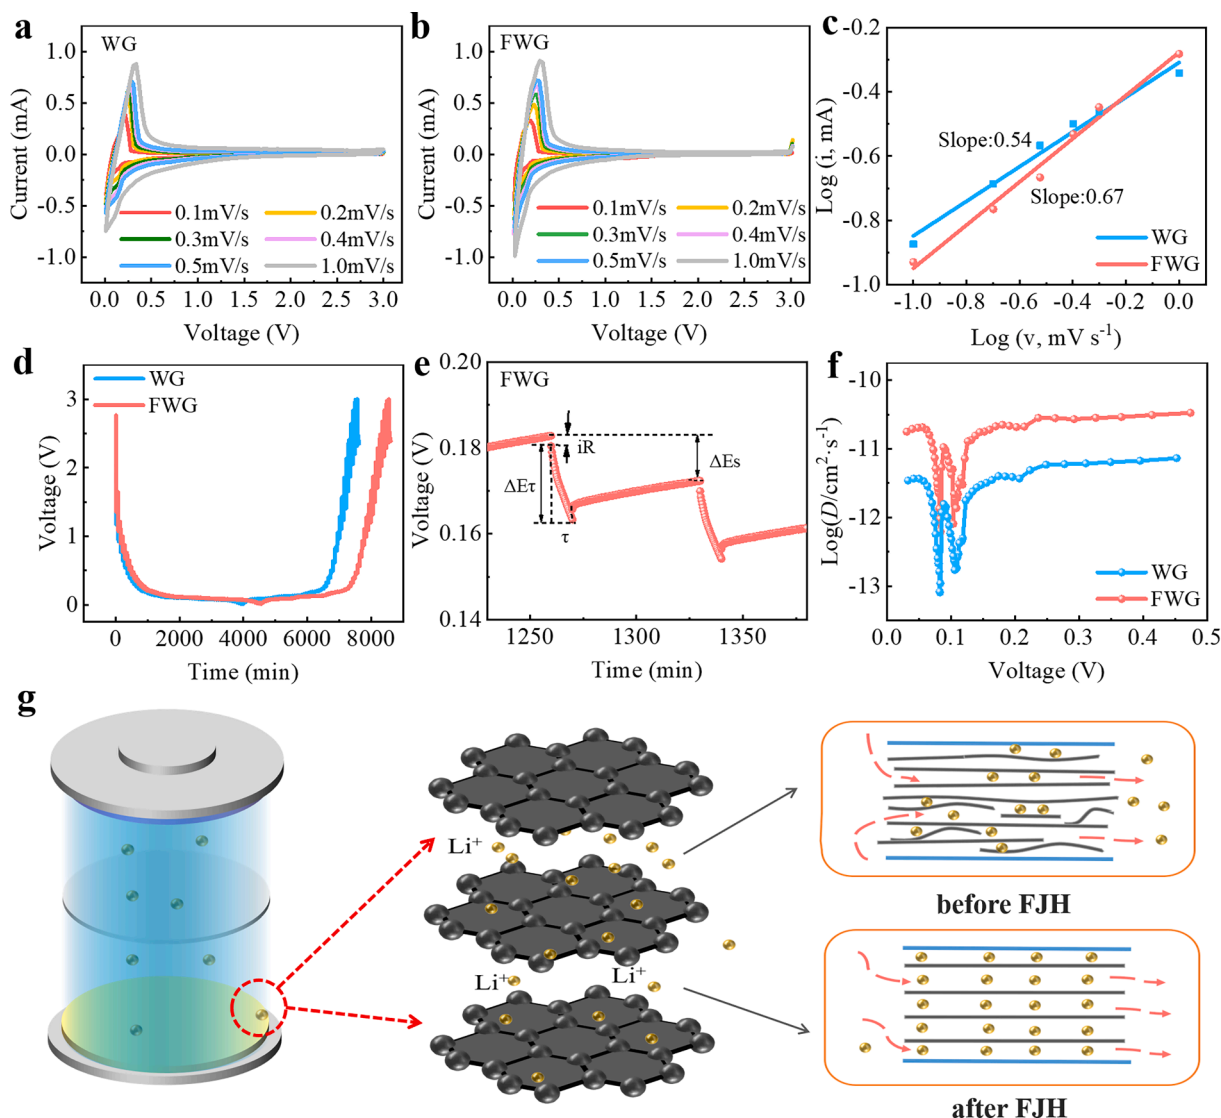 a
WG
Current (mA)
1.0
0.5
0.0
-0.5
-1.0
0.1mV/s
0.2mV/s
0.3mV/s
0.4mV/s
0.5mV/s
1.0mV/s
0.0 0.5 1.0 1.5 2.0 2.5 3.0
Voltage (V)
b
FWG
Current (mA)
1.0
0.5
0.0
-0.5
-1.0
0.1mV/s
0.2mV/s
0.3mV/s
0.4mV/s
0.5mV/s
1.0mV/s
0.0 0.5 1.0 1.5 2.0 2.5 3.0
Voltage (V)
c
Log (i, mA)
-0.2
-0.4
-0.6
-0.8
-1.0
Slope:0.54
Slope:0.67
WG
FWG
-1.0 -0.8 -0.6 -0.4 -0.2 0.0
Log (v, mV s⁻¹)
d
WG
FWG
Voltage (V)
3
2
1
0
0 2000 4000 6000 8000
Time (min)
e
FWG
Voltage (V)
0.20
0.18
0.16
0.14
iR
ΔEs
ΔEτ
τ
1250 1300 1350
Time (min)
f
Log(D/cm²·s⁻¹)
-10
-11
-12
-13
WG
FWG
0.0 0.1 0.2 0.3 0.4 0.5
Voltage (V)
g
Li⁺
Li⁺
Li⁺
before FJH
after FJH